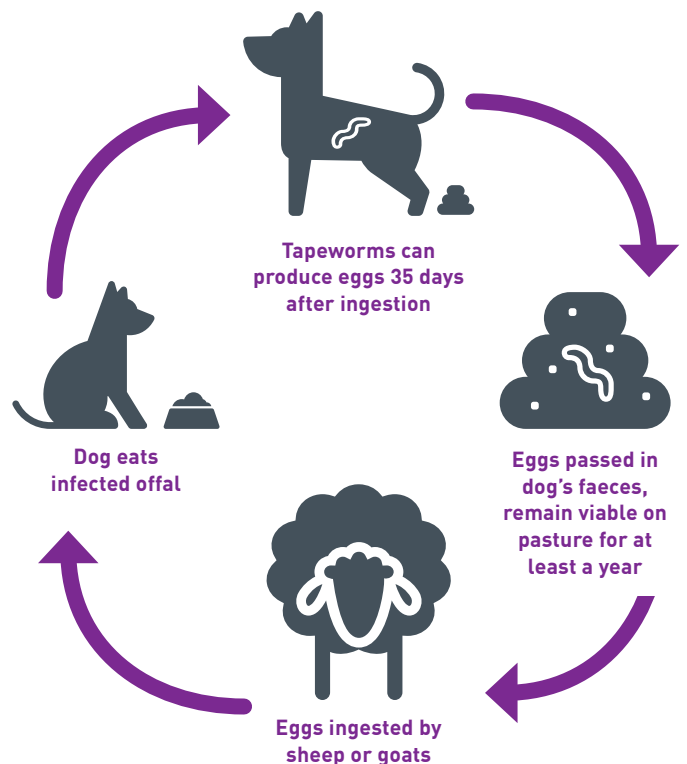 Tapeworms can
produce eggs 35 days
after ingestion
Dog eats
infected offal
Eggs passed in
dog's faeces,
remain viable on
pasture for at
least a year
Eggs ingested by
sheep or goats